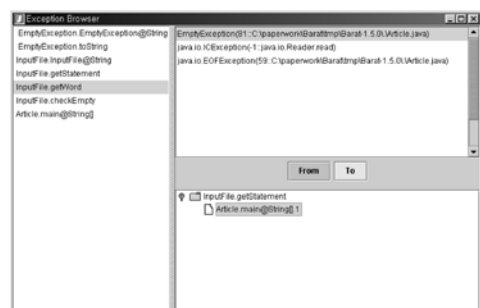 Exception Browser
EmptyException.EmptyException@String
EmptyException.toString
InputFile.InputFile@String
InputFile.getStatement
InputFile.getWord
InputFile.checkEmpty
Article.main@String[]
EmptyException(81::C:\paperwork\Barat\tmp\Barat-1.5.0\.\Article.java)
java.io.ICException(-1::java.io.Reader.read)
java.io.EOFException(59::C:\paperwork\Barat\tmp\Barat-1.5.0\.\Article.java)
From To
InputFile.getStatement
Article.main@String[]:1